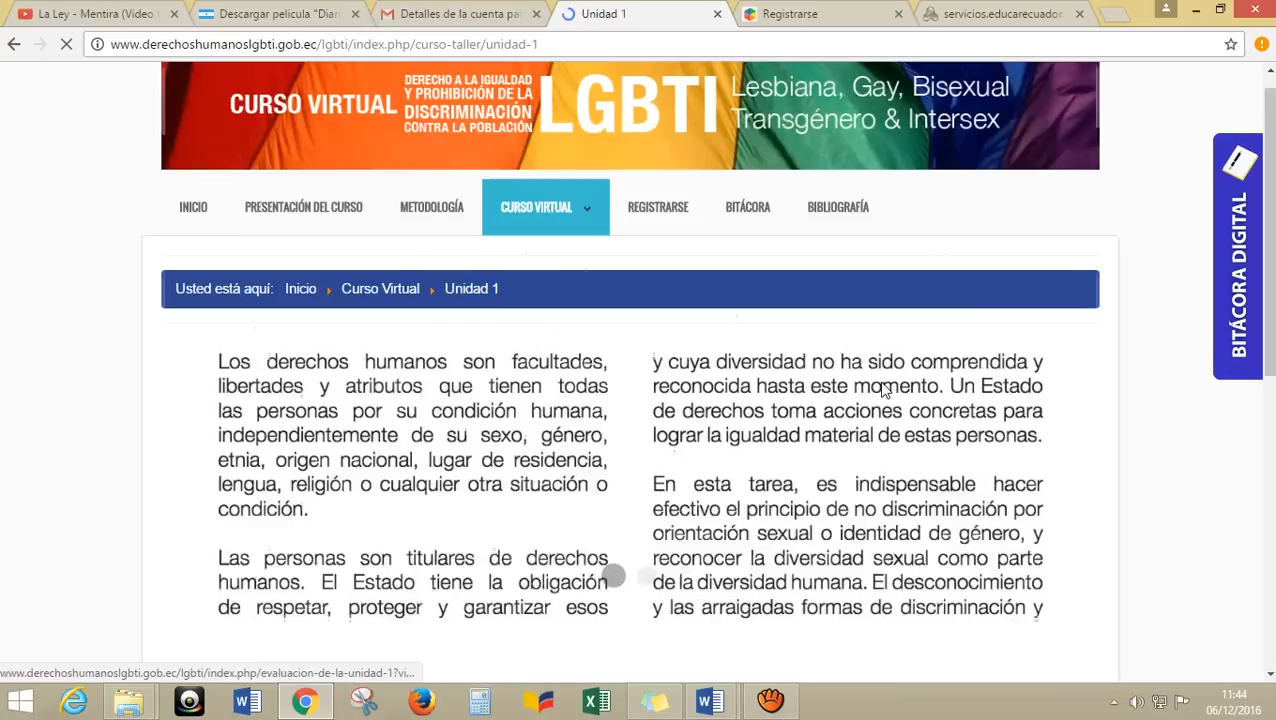 La Ley - Mentira (Video
Descargar pelicula "Dian
Detalles de la cuenta pa
Unidad 1
Registrarse
servicios.educarecuador.
www.derechoshumanoslgbti.gob.ec/lgbti/index.php/curso-taller/unidad-1
CURSO VIRTUAL
DERECHO A LA IGUALDAD
Y PROHIBICIÓN DE LA
DISCRIMINACIÓN
CONTRA LA POBLACIÓN
LGBTI
Lesbiana, Gay, Bisexual
Transgénero & Intersex
INICIO
PRESENTACIÓN DEL CURSO
METODOLOGÍA
CURSO VIRTUAL
REGISTRARSE
BITÁCORA
BIBLIOGRAFÍA
BITÁCORA DIGITAL
Usted está aquí: Inicio Curso Virtual Unidad 1
Los derechos humanos son facultades,
libertades y atributos que tienen todas
las personas por su condición humana,
independientemente de su sexo, género,
etnia, origen nacional, lugar de residencia,
lengua, religión o cualquier otra situación o
condición.
Las personas son titulares de derechos
humanos. El Estado tiene la obligación
de respetar, proteger y garantizar esos
y cuya diversidad no ha sido comprendida y
reconocida hasta este momento. Un Estado
de derechos toma acciones concretas para
lograr la igualdad material de estas personas.
En esta tarea, es indispensable hacer
efectivo el principio de no discriminación por
orientación sexual o identidad de género, y
reconocer la diversidad sexual como parte
de la diversidad humana. El desconocimiento
y las arraigadas formas de discriminación y
www.derechoshumanoslgbti.gob.ec/lgbti/index.php/evaluacion-de-la-unidad-1?vi...
11:44
06/12/2016